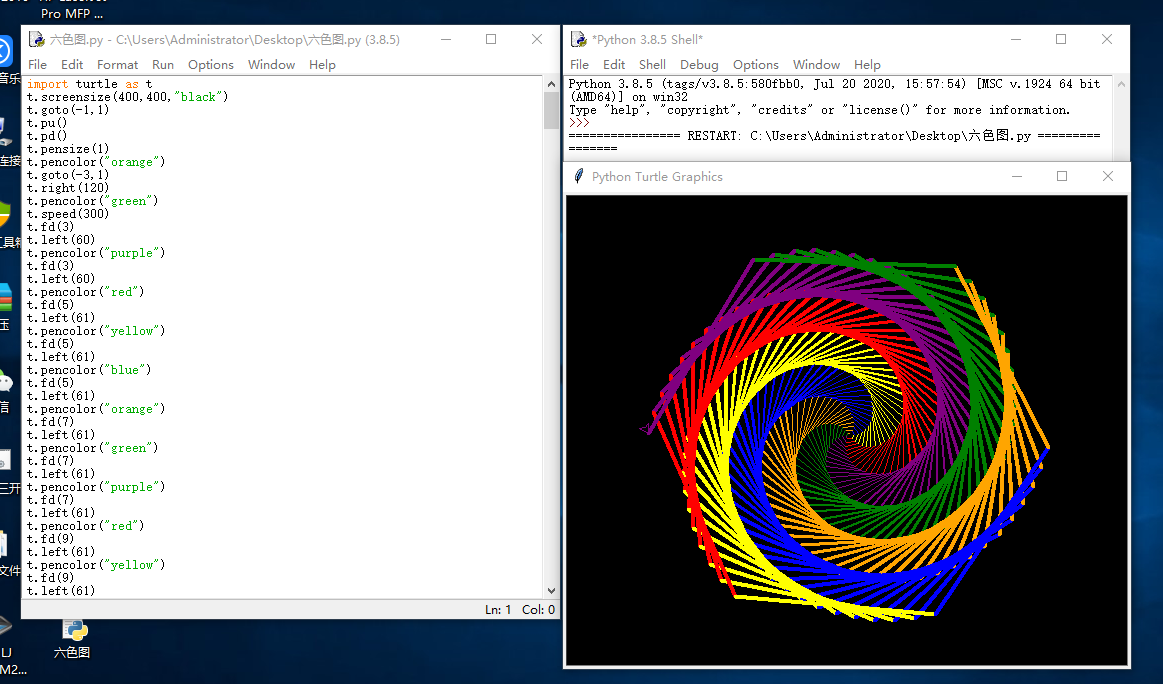 Pro MFP ...
六色图.py - C:\Users\Administrator\Desktop\六色图.py (3.8.5)
File Edit Format Run Options Window Help
import turtle as t
t.screensize(400,400,"black")
t.goto(-1,1)
t.pu()
t.pd()
t.pensize(1)
t.pencolor("orange")
t.goto(-3,1)
t.right(120)
t.pencolor("green")
t.speed(300)
t.fd(3)
t.left(60)
t.pencolor("purple")
t.fd(3)
t.left(60)
t.pencolor("red")
t.fd(5)
t.left(61)
t.pencolor("yellow")
t.fd(5)
t.left(61)
t.pencolor("blue")
t.fd(5)
t.left(61)
t.pencolor("orange")
t.fd(7)
t.left(61)
t.pencolor("green")
t.fd(7)
t.left(61)
t.pencolor("purple")
t.fd(7)
t.left(61)
t.pencolor("red")
t.fd(9)
t.left(61)
t.pencolor("yellow")
t.fd(9)
t.left(61)
Ln: 1 Col: 0
*Python 3.8.5 Shell*
File Edit Shell Debug Options Window Help
Python 3.8.5 (tags/v3.8.5:580fbb0, Jul 20 2020, 15:57:54) [MSC v.1924 64 bit
(AMD64)] on win32
Type "help", "copyright", "credits" or "license()" for more information.
>>>
================ RESTART: C:\Users\Administrator\Desktop\六色图.py =========
=======
Python Turtle Graphics
音乐
连接
工具箱
压
信
三开
文件
LJ
M2...
六色图